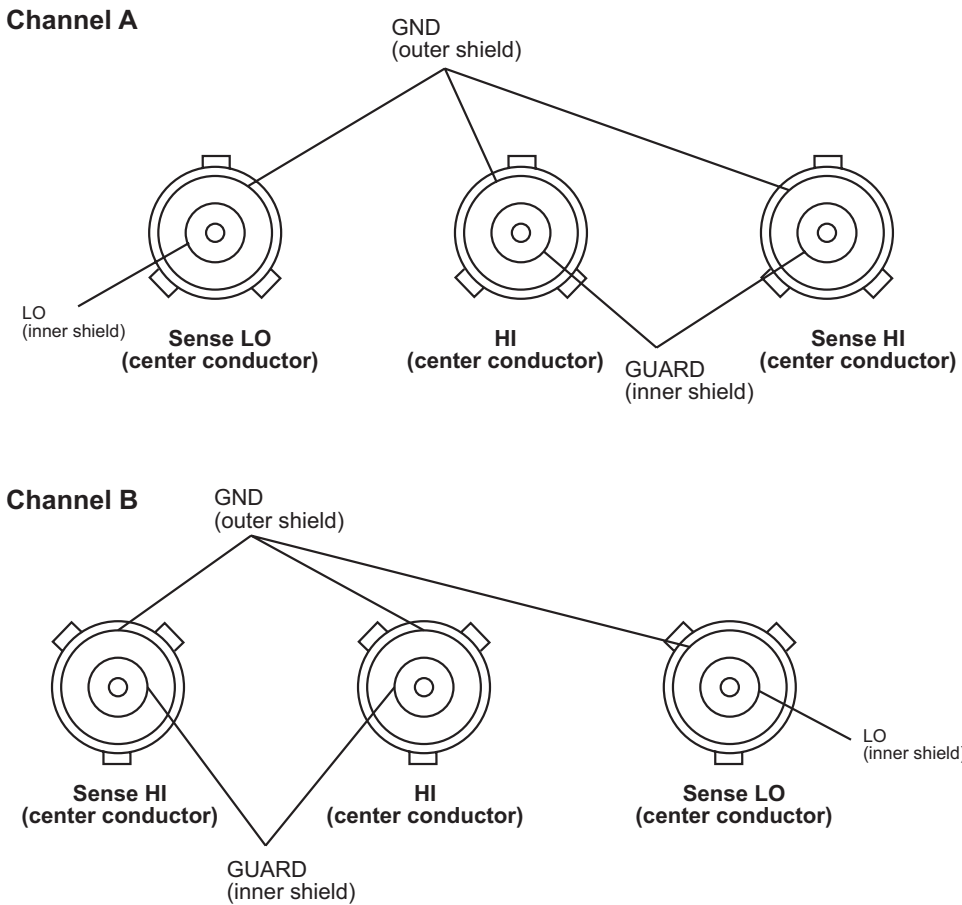 Channel A
GND
(outer shield)
LO
(inner shield)
Sense LO
(center conductor)
HI
(center conductor)
Sense HI
(center conductor)
GUARD
(inner shield)
Channel B
GND
(outer shield)
LO
(inner shield)
Sense HI
(center conductor)
HI
(center conductor)
Sense LO
(center conductor)
GUARD
(inner shield)